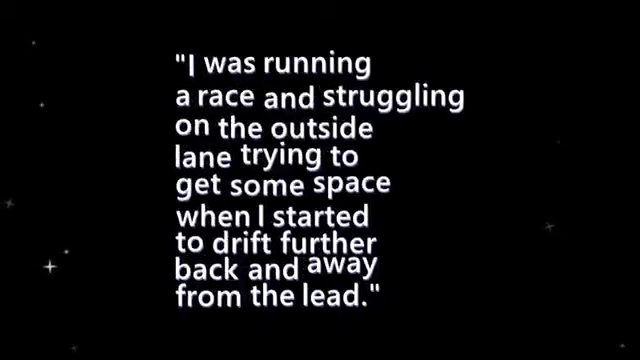 "I was running
a race and struggling
on the outside
lane trying to
get some space
when I started
to drift further
back and away
from the lead."